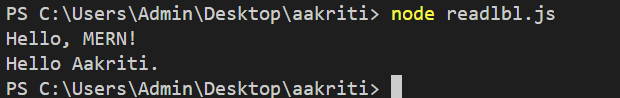 PS C:\Users\Admin\Desktop\aakriti> node readlbl.js
Hello, MERN!
Hello Aakriti.
PS C:\Users\Admin\Desktop\aakriti>